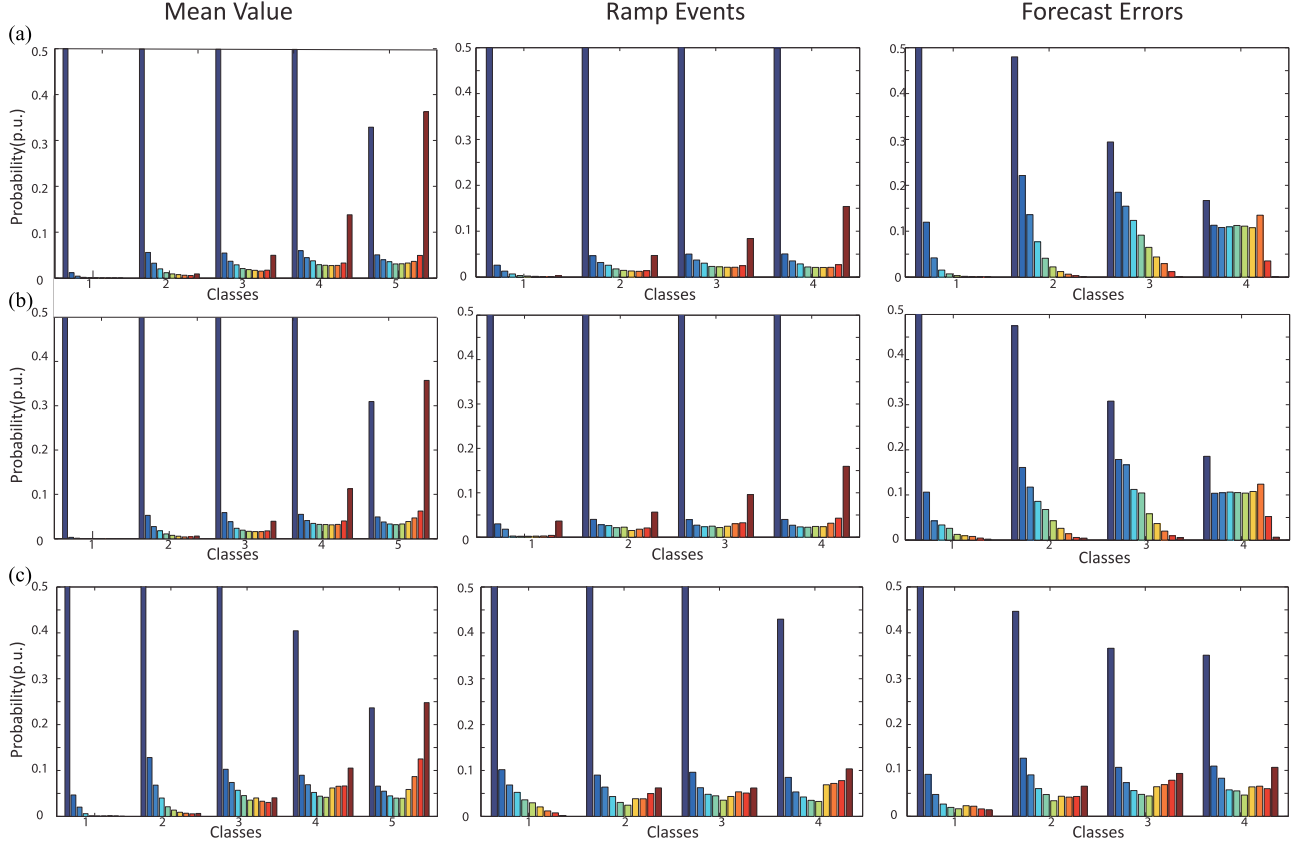 Mean Value Ramp Events Forecast Errors
(a)
0.5 0.5 0.5
0.4 0.4 0.4
0.3 0.3 0.3
0.2 0.2 0.2
0.1 0.1 0.1
0 0 0
Probability(p.u.)
1 2 3 4 5 1 2 3 4 1 2 3 4
Classes Classes Classes
(b)
0.5 0.5 0.5
0.4 0.4 0.4
0.3 0.3 0.3
0.2 0.2 0.2
0.1 0.1 0.1
0 0 0
Probability(p.u.)
1 2 3 4 5 1 2 3 4 1 2 3 4
Classes Classes Classes
(c)
0.5 0.5 0.5
0.4 0.4 0.4
0.3 0.3 0.3
0.2 0.2 0.2
0.1 0.1 0.1
0 0 0
Probability(p.u.)
1 2 3 4 5 1 2 3 4 1 2 3 4
Classes Classes Classes